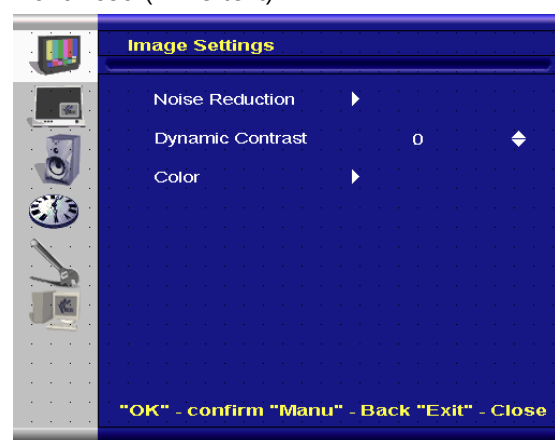 Image Settings
Noise Reduction
Dynamic Contrast 0
Color
"OK" - confirm "Manu" - Back "Exit" - Close